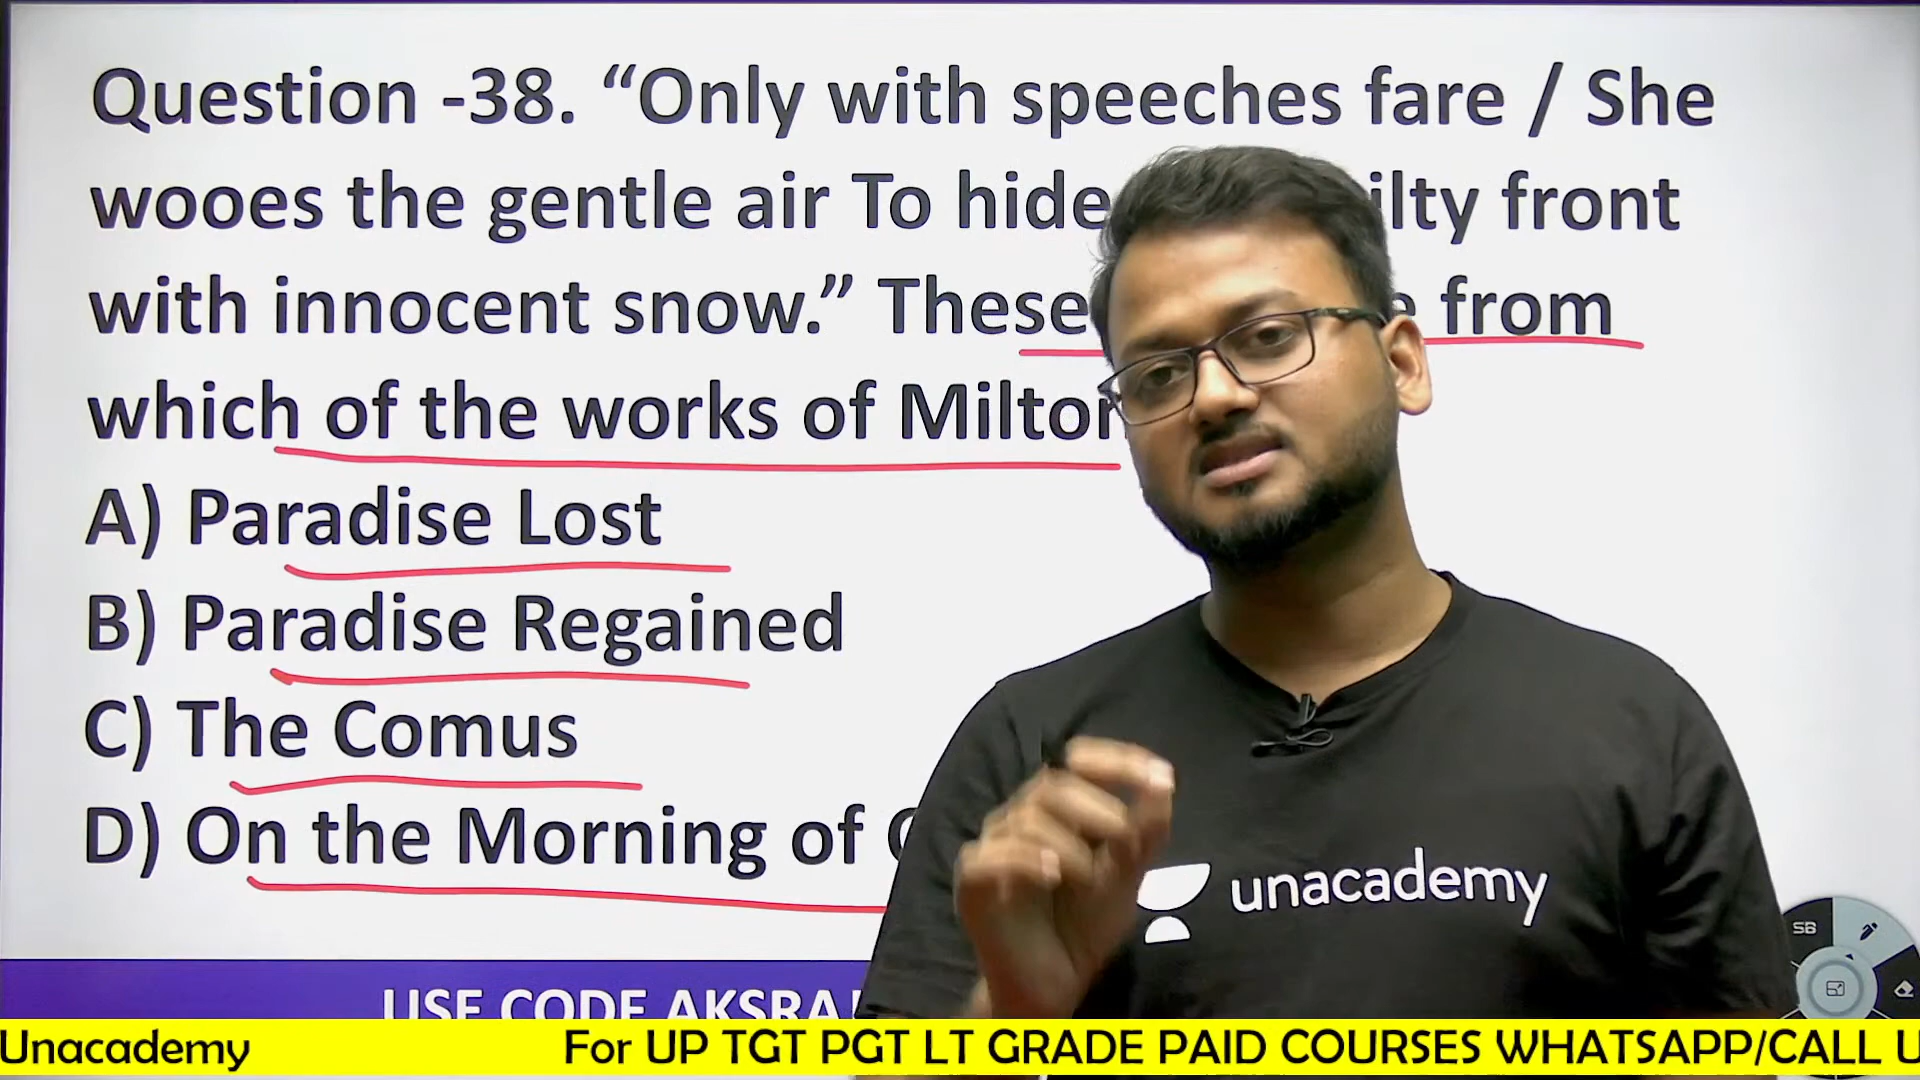 Question -38. “Only with speeches fare / She
wooes the gentle air To hide front
with innocent snow.” These from
which of the works of Milton
A) Paradise Lost
B) Paradise Regained
C) The Comus
D) On the Morning of
unacademy
SB
USE CODE
Unacademy For UP TGT PGT LT GRADE PAID COURSES WHATSAPP/CALL